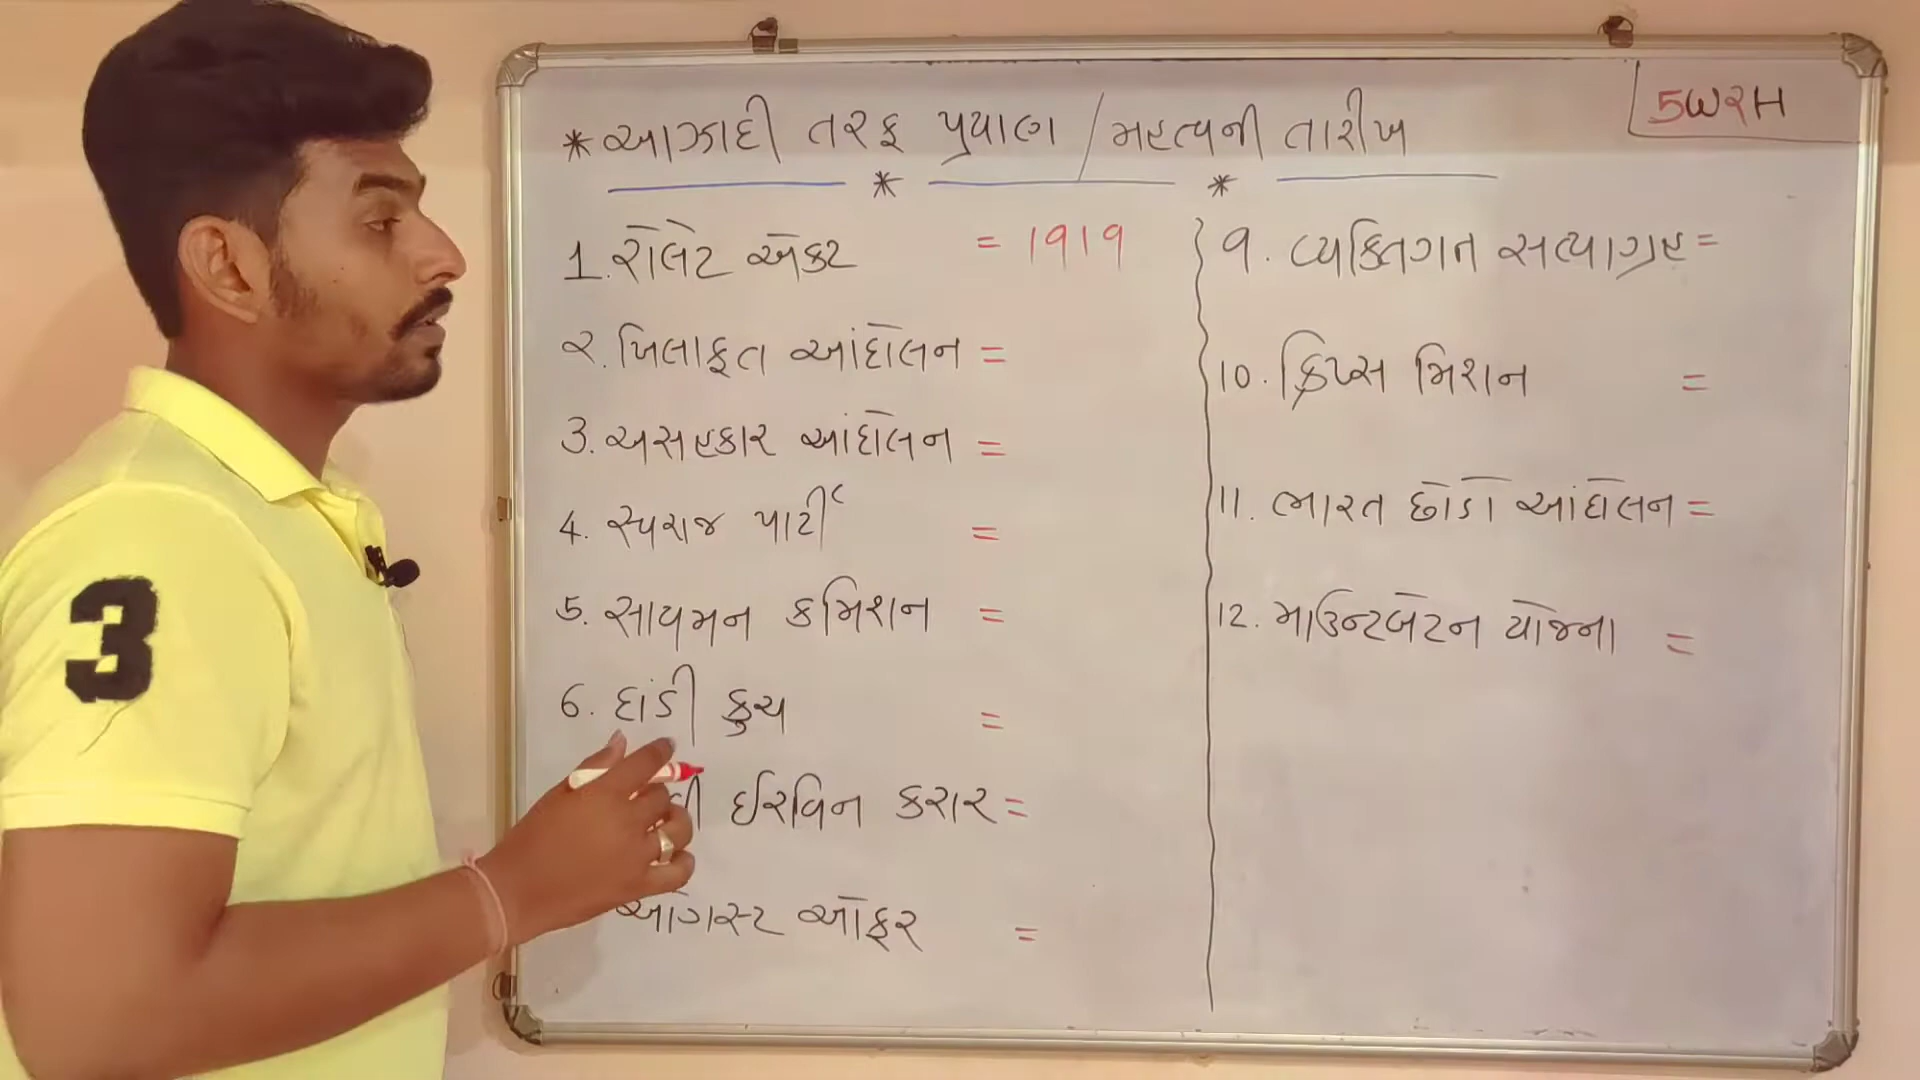 5W2H
* આઝાદી તરફ પ્રયાણ / મહત્વની તારીખ
1. રોલેટ એક્ટ = 1919
૨. ખિલાફત આંદોલન =
3. અસહકાર આંદોલન =
4. સ્વરાજ પાર્ટી =
5. સાયમન કમિશન =
6. દાંડી કુચ =
ઈરવિન કરાર =
ઓગસ્ટ ઓફર =
9. વ્યક્તિગત સત્યાગ્રહ =
10. ક્રિપ્સ મિશન =
11. ભારત છોડો આંદોલન =
12. માઉન્ટબેટન યોજના =
3